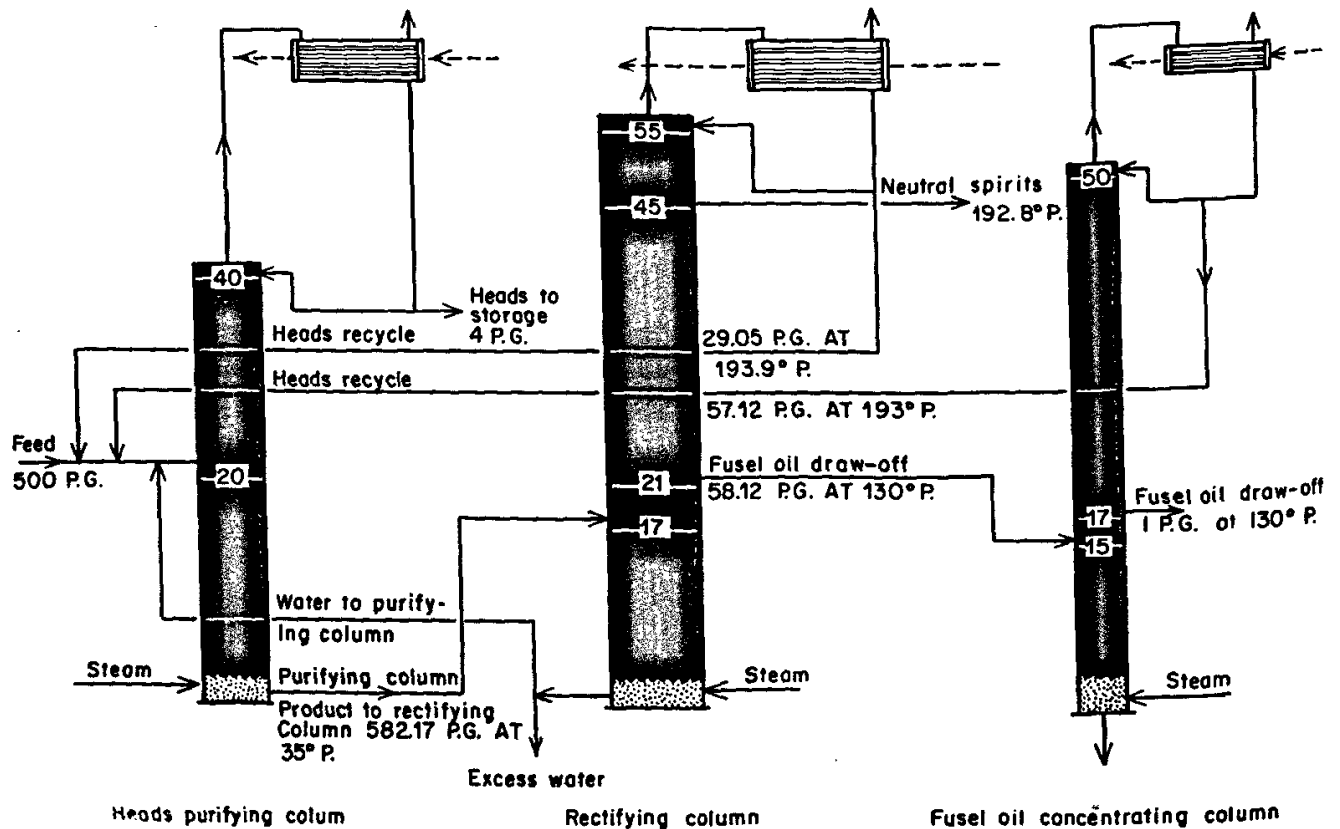 55
Neutral spirits
192.8° P.
50
45
40
Heads to
storage
4 P.G.
Heads recycle
29.05 P.G. AT
193.9° P.
Heads recycle
57.12 P.G. AT 193° P.
Feed
500 P.G.
20
Fusel oil draw-off
21
58.12 P.G. AT 130° P.
17
Fusel oil draw-off
17
1 P.G. at 130° P.
15
Water to purify-
ing column
Steam
Purifying column
Product to rectifying
Column 582.17 P.G. AT
35° P.
Steam
Steam
Excess water
Heads purifying colum
Rectifying column
Fusel oil concentrating column